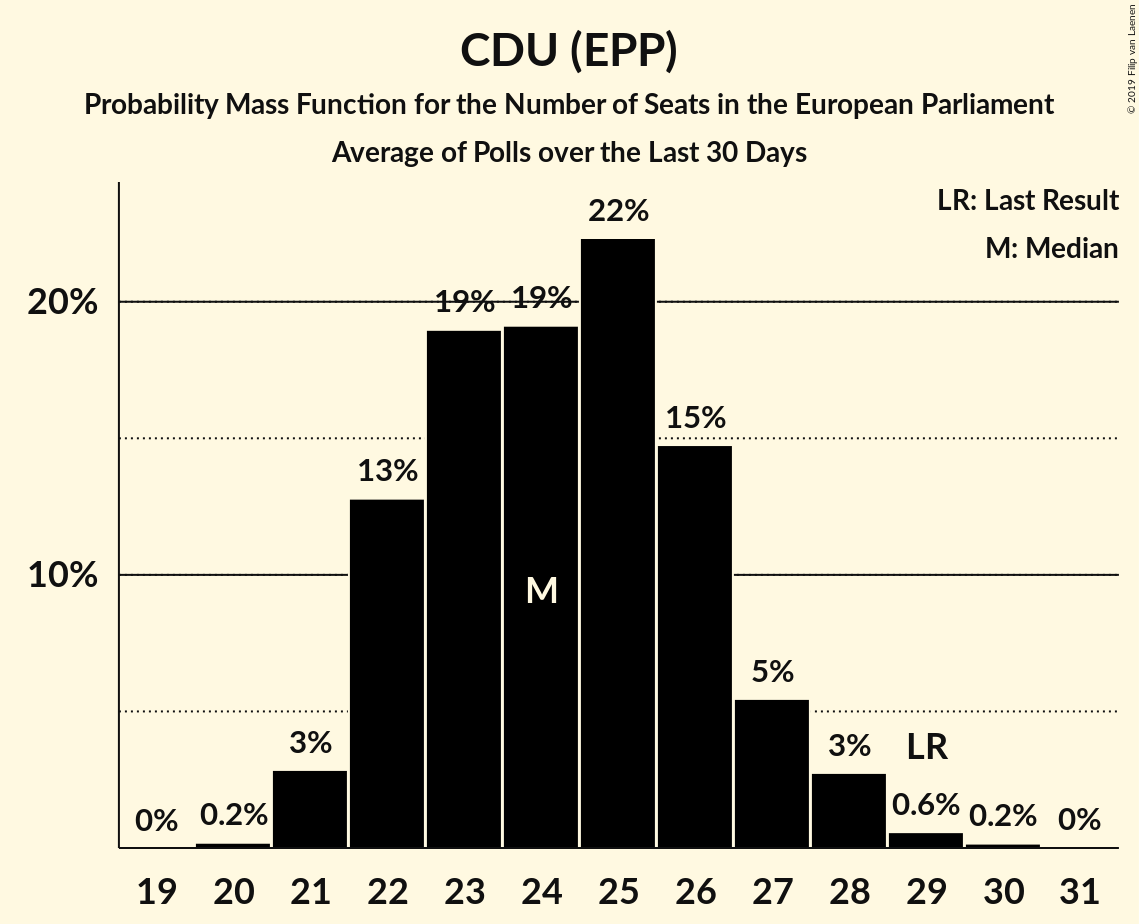 CDU (EPP)
Probability Mass Function for the Number of Seats in the European Parliament
Average of Polls over the Last 30 Days
© 2019 Filip van Laenen
LR: Last Result
M: Median
20%
10%
0%
0.2%
3%
13%
19%
19%
22%
15%
5%
3%
0.6%
0.2%
0%
M
LR
19 20 21 22 23 24 25 26 27 28 29 30 31